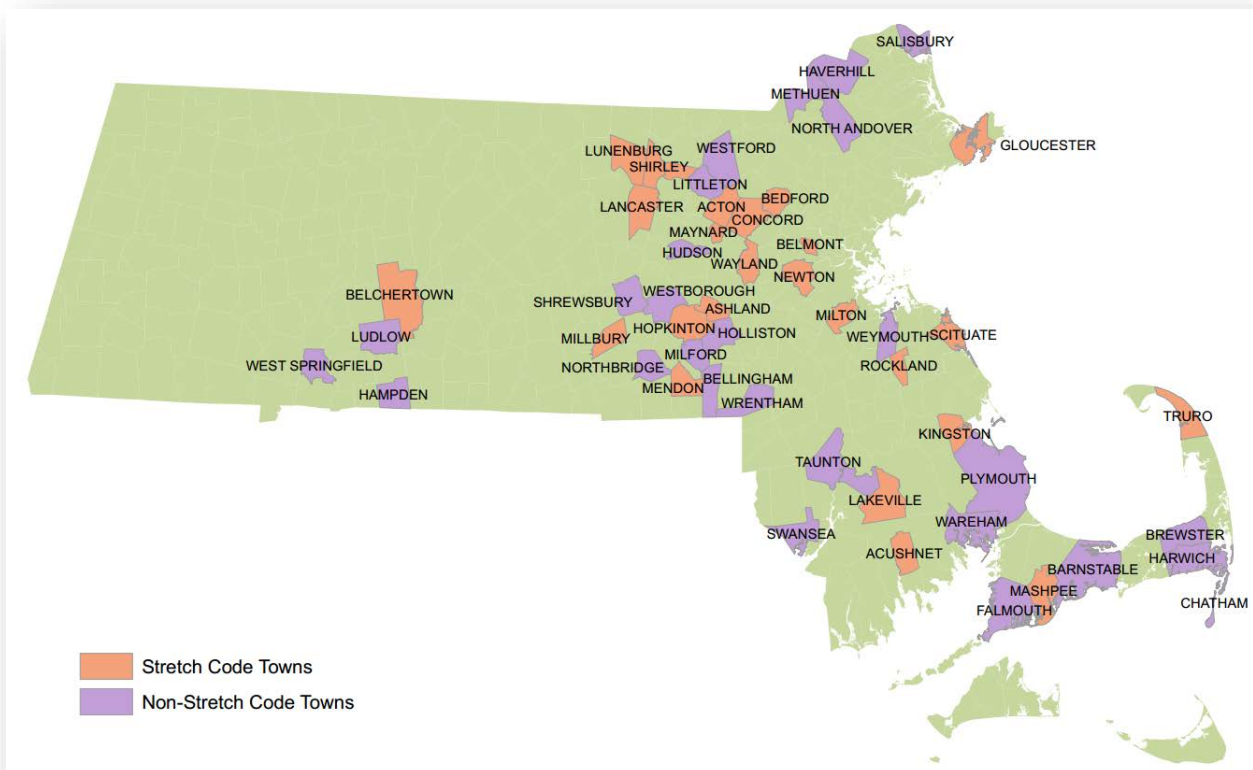 SALISBURY
HAVERHILL
METHUEN
NORTH ANDOVER
GLOUCESTER
LUNENBURG
WESTFORD
SHIRLEY
LITTLETON
LANCASTER
ACTON
BEDFORD
CONCORD
MAYNARD
BELMONT
HUDSON
WAYLAND
NEWTON
BELCHERTOWN
SHREWSBURY
WESTBOROUGH
ASHLAND
MILTON
LUDLOW
MILLBURY
HOPKINTON
HOLLISTON
WEYMOUTH
SCITUATE
WEST SPRINGFIELD
NORTHBRIDGE
MILFORD
ROCKLAND
HAMPDEN
MENDON
BELLINGHAM
WRENTHAM
TRURO
KINGSTON
TAUNTON
PLYMOUTH
LAKEVILLE
SWANSEA
WAREHAM
BREWSTER
ACUSHNET
HARWICH
BARNSTABLE
MASHPEE
CHATHAM
FALMOUTH
Stretch Code Towns
Non-Stretch Code Towns